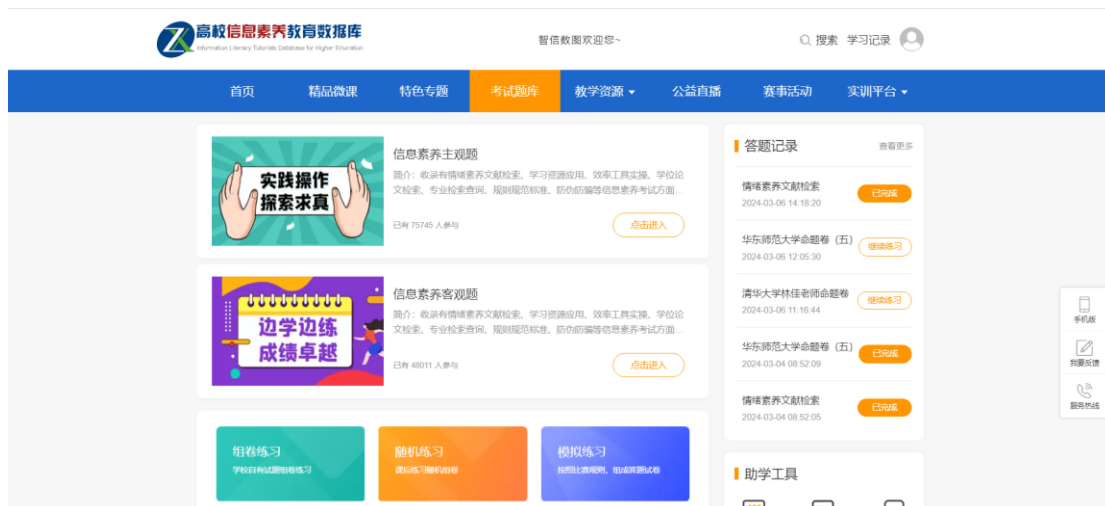 高校信息素养教育数据库
Information Literacy Tutorials Database for Higher Education
智信数图欢迎您~
搜索 学习记录
首页 精品微课 特色专题 考试题库 教学资源 公益直播 赛事活动 实训平台
实践操作
探索求真
信息素养主观题
简介：收录有情绪素养文献检索、学习资源应用、效率工具实操、学位论
文检索、专业检索查询、规则规范标准、防伪防骗等信息素养考试方面...
已有 75745 人参与
点击进入
边学边练
成绩卓越
信息素养客观题
简介：收录有情绪素养文献检索、学习资源应用、效率工具实操、学位论
文检索、专业检索查询、规则规范标准、防伪防骗等信息素养考试方面...
已有 48011 人参与
点击进入
组卷练习
学校自有试题组卷练习
随机练习
课后练习随机组卷
模拟练习
按照比赛规则，组成答题试卷
答题记录
查看更多
情绪素养文献检索
2024-03-06 14:18:20
已完成
华东师范大学命题卷（五）
2024-03-06 12:05:30
继续练习
清华大学林佳老师命题卷
2024-03-06 11:16:44
继续练习
华东师范大学命题卷（五）
2024-03-04 08:52:09
已完成
情绪素养文献检索
2024-03-04 08:52:05
已完成
助学工具
手机版
我要反馈
服务热线